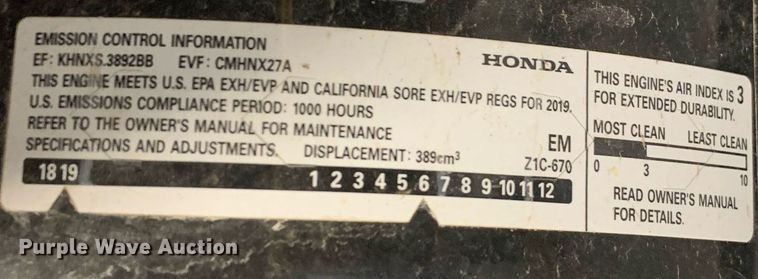 EMISSION CONTROL INFORMATION
EF: KHNXS.3892BB EVF: CMHNX27A
HONDA
THIS ENGINE MEETS U.S. EPA EXH/EVP AND CALIFORNIA SORE EXH/EVP REGS FOR 2019.
U.S. EMISSIONS COMPLIANCE PERIOD: 1000 HOURS
REFER TO THE OWNER'S MANUAL FOR MAINTENANCE
SPECIFICATIONS AND ADJUSTMENTS. DISPLACEMENT: 389cm³
EM
Z1C-670
18 19 1 2 3 4 5 6 7 8 9 10 11 12
THIS ENGINE'S AIR INDEX IS 3
FOR EXTENDED DURABILITY.
MOST CLEAN LEAST CLEAN
0 3 10
READ OWNER'S MANUAL
FOR DETAILS.
Purple Wave Auction